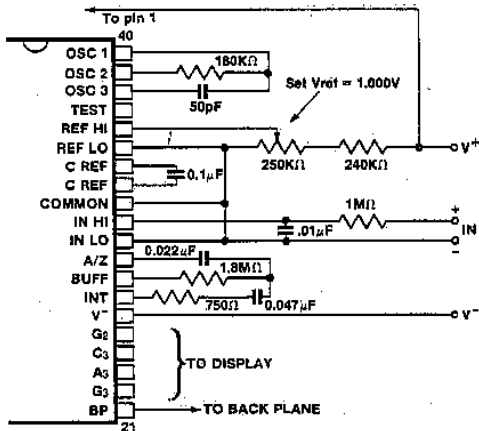 To pin 1
40
OSC 1
180KΩ
OSC 2
OSC 3
50pF
Set Vref = 1.000V
TEST
REF HI
REF LO
V+
250KΩ
240KΩ
C REF
0.1µF
C REF
COMMON
1MΩ
IN HI
+
.01µF
IN
IN LO
−
0.022µF
A/Z
1.8MΩ
BUFF
INT
750Ω
0.047µF
V−
V−
G2
C3
TO DISPLAY
A3
G3
BP
TO BACK PLANE
21